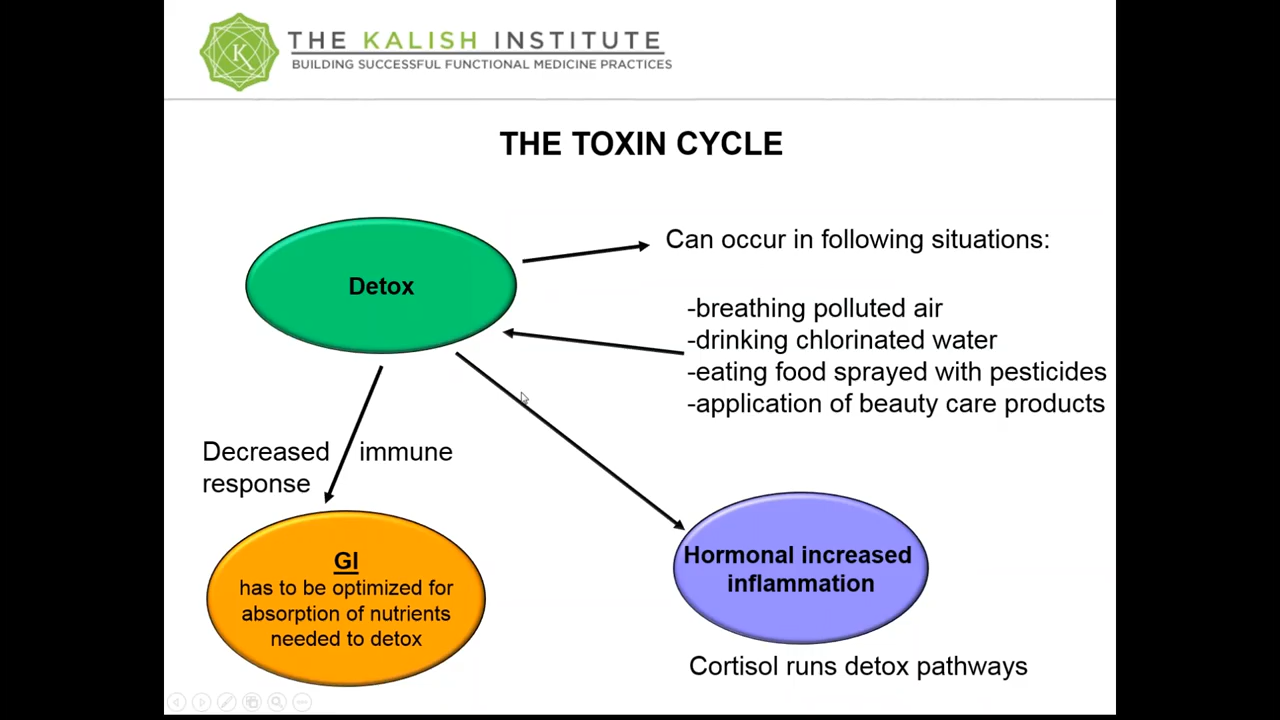 THE KALISH INSTITUTE
BUILDING SUCCESSFUL FUNCTIONAL MEDICINE PRACTICES
THE TOXIN CYCLE
Detox
Can occur in following situations:
-breathing polluted air
-drinking chlorinated water
-eating food sprayed with pesticides
-application of beauty care products
Decreased immune
response
GI
has to be optimized for
absorption of nutrients
needed to detox
Hormonal increased
inflammation
Cortisol runs detox pathways